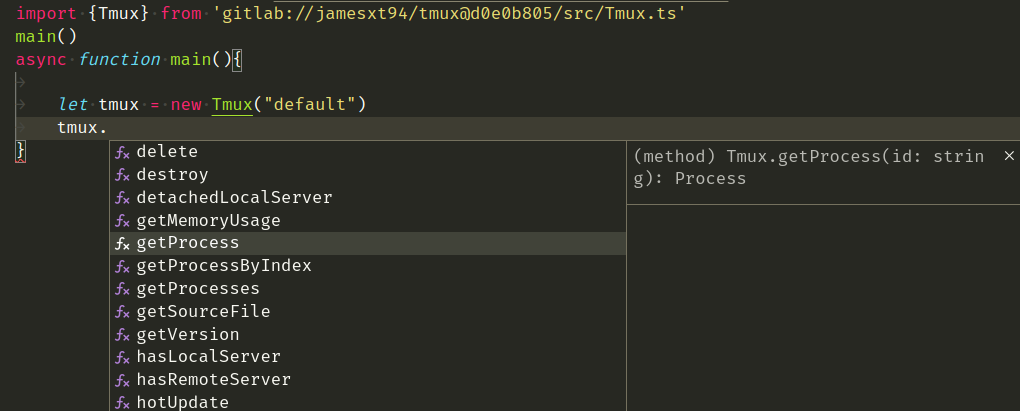 import {Tmux} from 'gitlab://jamesxt94/tmux@d0e0b805/src/Tmux.ts'
main()
async function main(){
let tmux = new Tmux("default")
tmux.
}
delete
destroy
detachedLocalServer
getMemoryUsage
getProcess
getProcessByIndex
getProcesses
getSourceFile
getVersion
hasLocalServer
hasRemoteServer
hotUpdate
(method) Tmux.getProcess(id: strin
g): Process